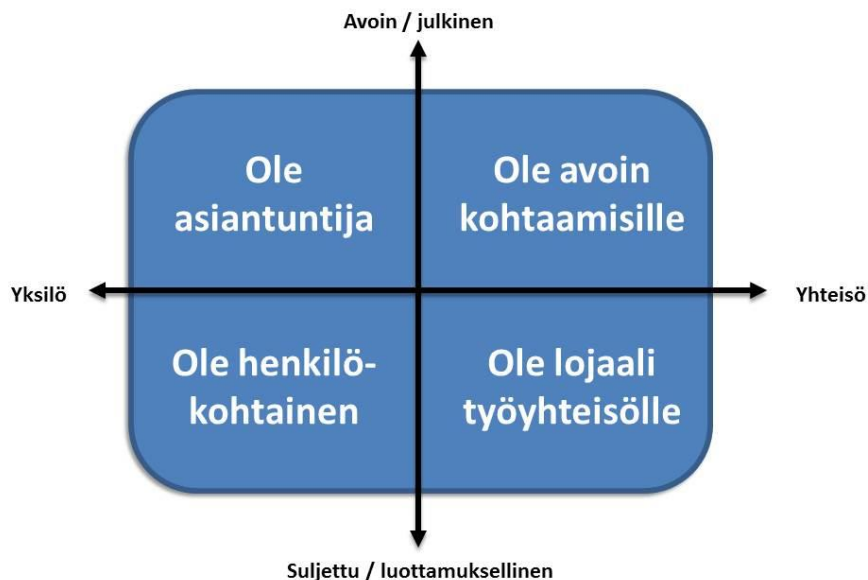 Avoin / julkinen
Ole
asiantuntija
Ole avoin
kohtaamisille
Yksilö
Yhteisö
Ole henkilö-
kohtainen
Ole lojaali
työyhteisölle
Suljettu / luottamuksellinen